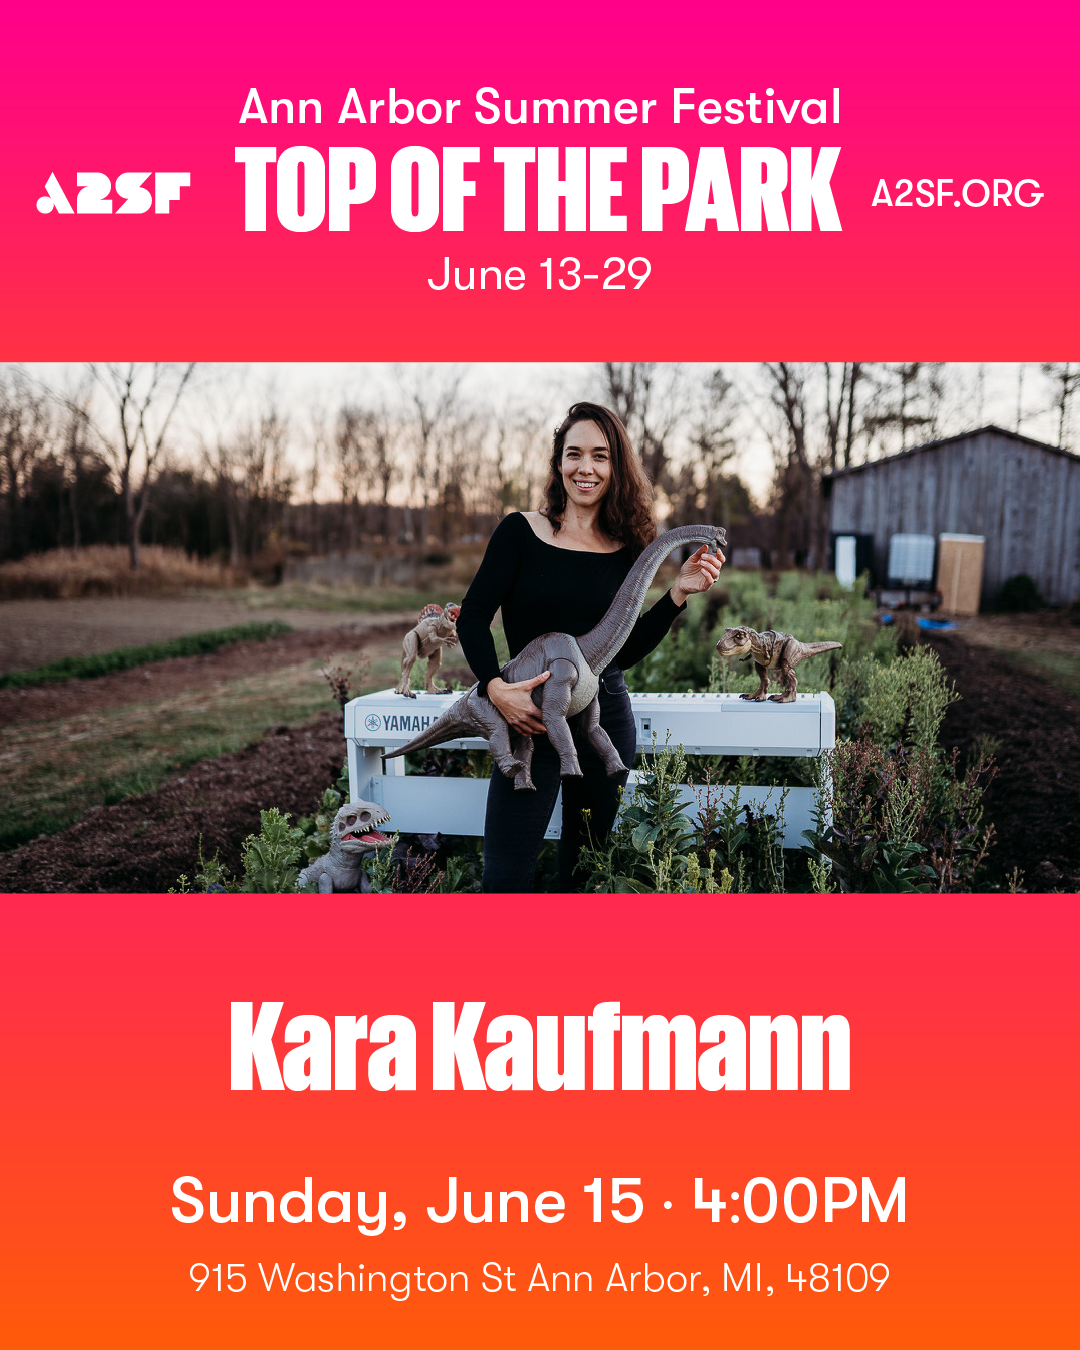 Ann Arbor Summer Festival
A2SF
TOP OF THE PARK
A2SF.ORG
June 13-29
YAMAHA
Kara Kaufmann
Sunday, June 15 · 4:00PM
915 Washington St Ann Arbor, MI, 48109